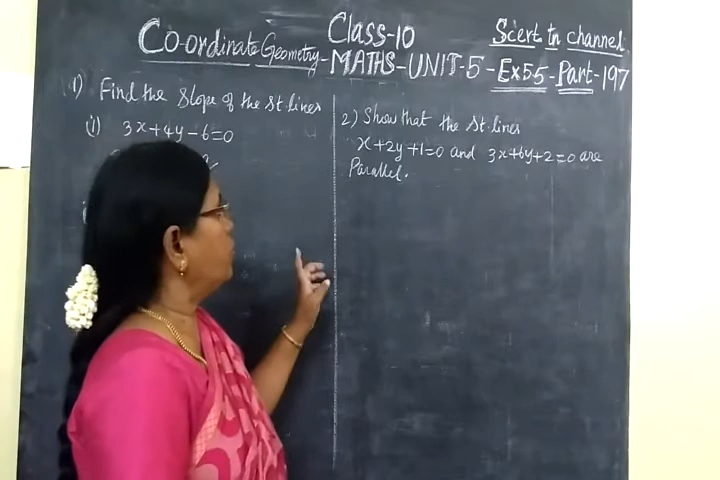 Class-10
Scert tn channel
Co-ordinate Geometry-MATHS-UNIT-5-Ex5.5-Part-197
1) Find the Slope of the st.lines
(i) 3x+4y-6=0
2) Show that the st.lines
x+2y+1=0 and 3x+6y+2=0 are
Parallel.